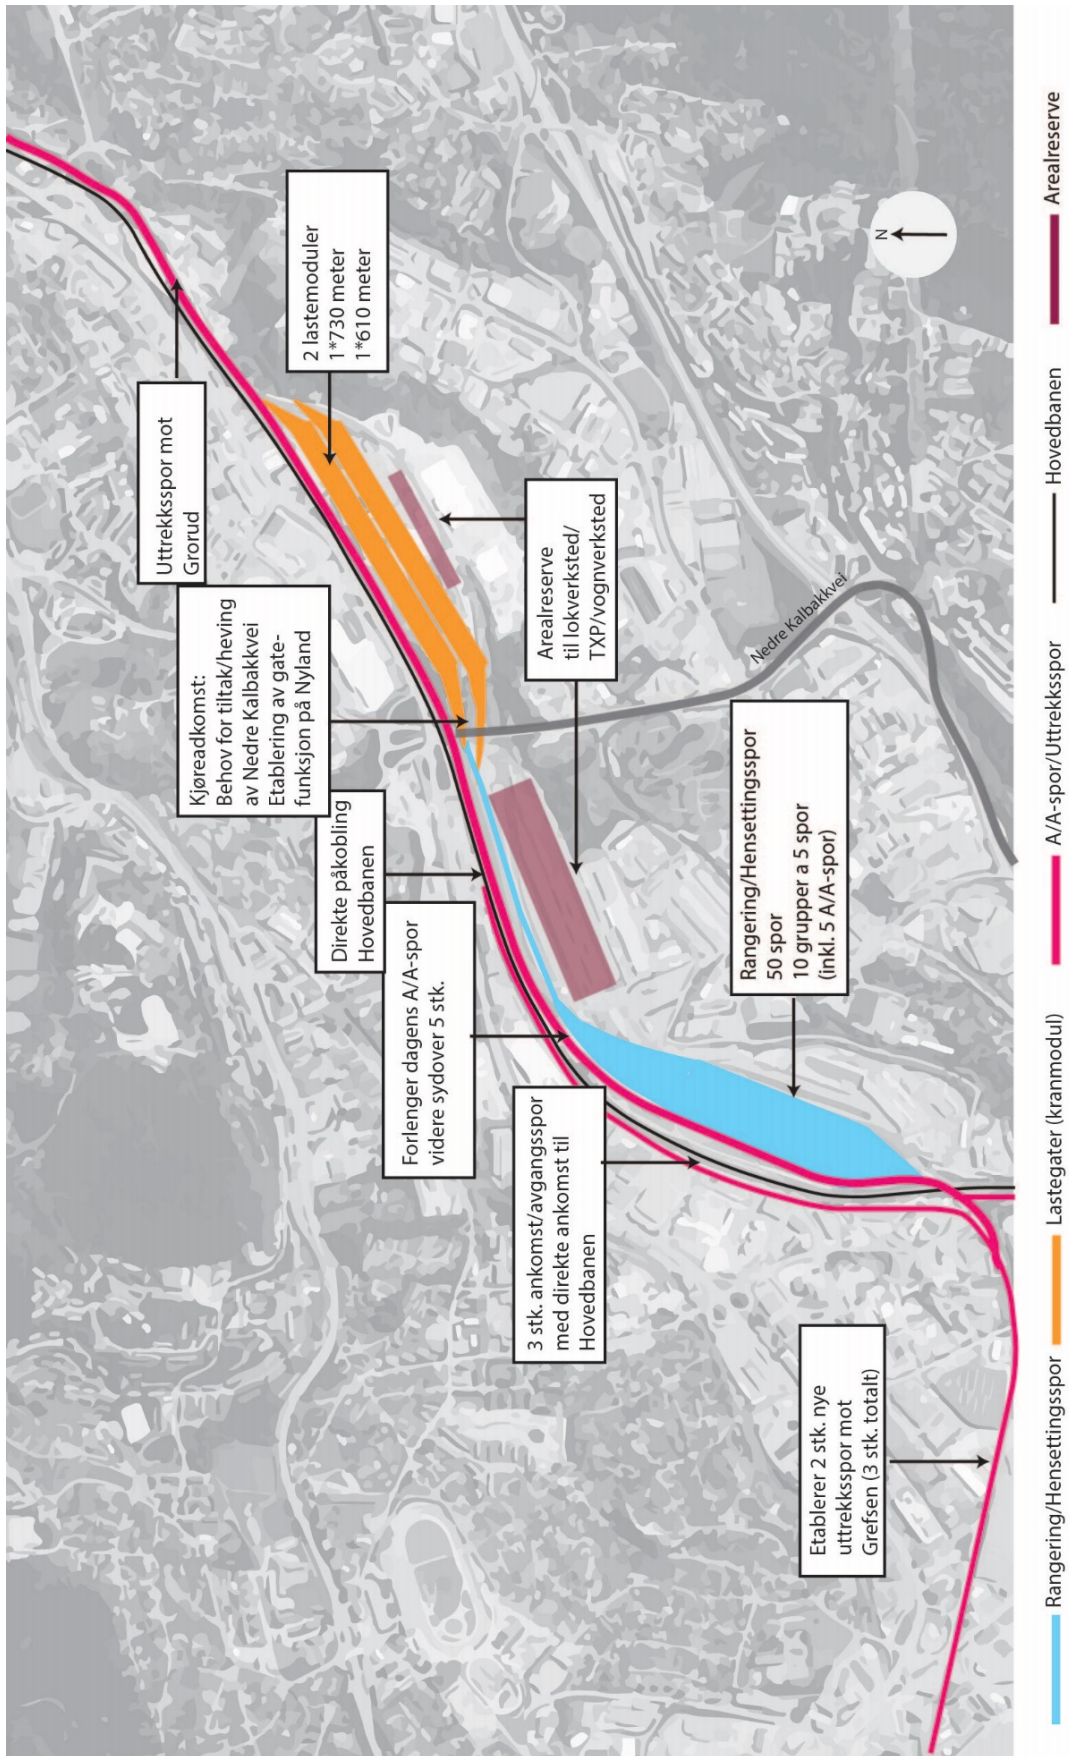 Uttrekksspor mot
Grorud
2 lastemoduler
1*730 meter
1*610 meter
Kjøreadkomst:
Behov for tiltak/heving
av Nedre Kalbakkvei
Etablering av gate-
funksjon på Nyland
Direkte påkobling
Hovedbanen
Forlenger dagens A/A-spor
videre sydover 5 stk.
3 stk. ankomst/avgangsspor
med direkte ankomst til
Hovedbanen
Etablerer 2 stk. nye
uttrekksspor mot
Grefsen (3 stk. totalt)
Rangering/Hensettingsspor
50 spor
10 grupper a 5 spor
(inkl. 5 A/A-spor)
Arealreserve
til lokverksted/
TXP/vognverksted
Nedre Kalbakkvei
N
Rangering/Hensettingsspor
Lastegater (kranmodul)
A/A-spor/Uttrekksspor
Hovedbanen
Arealreserve